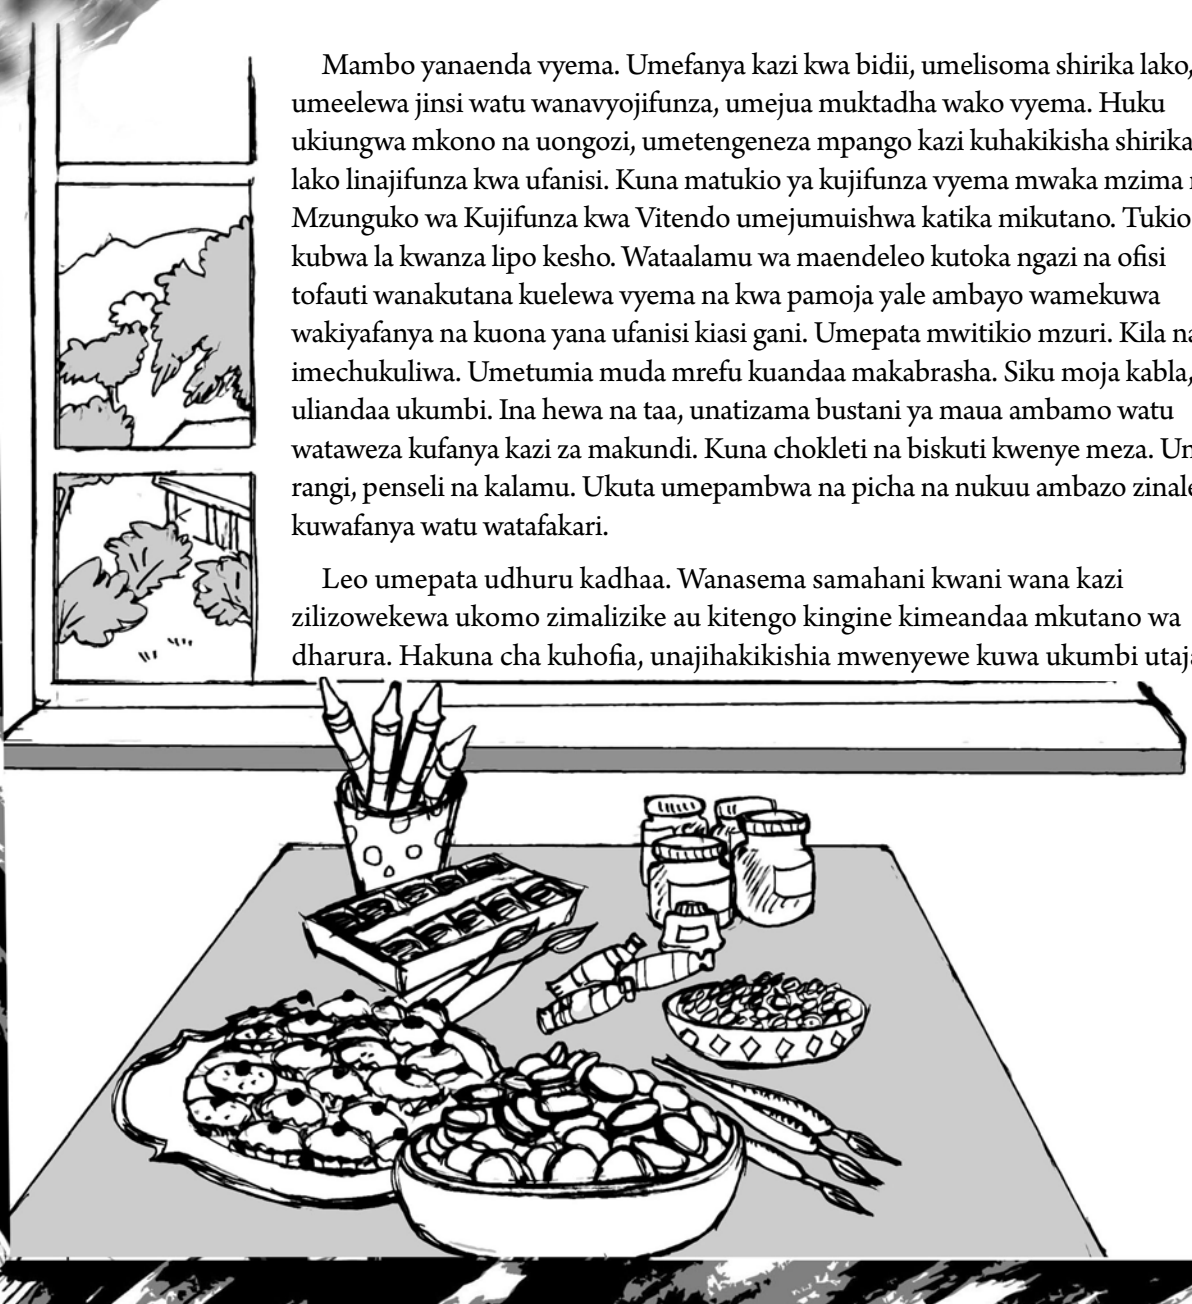 Mambo yanaenda vyema. Umefanya kazi kwa bidii, umelisoma shirika lako,
umeelewa jinsi watu wanavyojifunza, umejua muktadha wako vyema. Huku
ukiungwa mkono na uongozi, umetengeneza mpango kazi kuhakikisha shirika
lako linajifunza kwa ufanisi. Kuna matukio ya kujifunza vyema mwaka mzima
Mzunguko wa Kujifunza kwa Vitendo umejumuishwa katika mikutano. Tukio
kubwa la kwanza lipo kesho. Wataalamu wa maendeleo kutoka ngazi na ofisi
tofauti wanakutana kuelewa vyema na kwa pamoja yale ambayo wamekuwa
wakiyafanya na kuona yana ufanisi kiasi gani. Umepata mwitikio mzuri. Kila
imechukuliwa. Umetumia muda mrefu kuandaa makabrasha. Siku moja kabla,
uliandaa ukumbi. Ina hewa na taa, unatizama bustani ya maua ambamo watu
wataweza kufanya kazi za makundi. Kuna chokleti na biskuti kwenye meza.
rangi, penseli na kalamu. Ukuta umepambwa na picha na nukuu ambazo
kuwafanya watu watafakari.
Leo umepata udhuru kadhaa. Wanasema samahani kwani wana kazi
zilizowekewa ukomo zimalizike au kitengo kingine kimeandaa mkutano wa
dharura. Hakuna cha kuhofia, unajihakikishia mwenyewe kuwa ukumbi